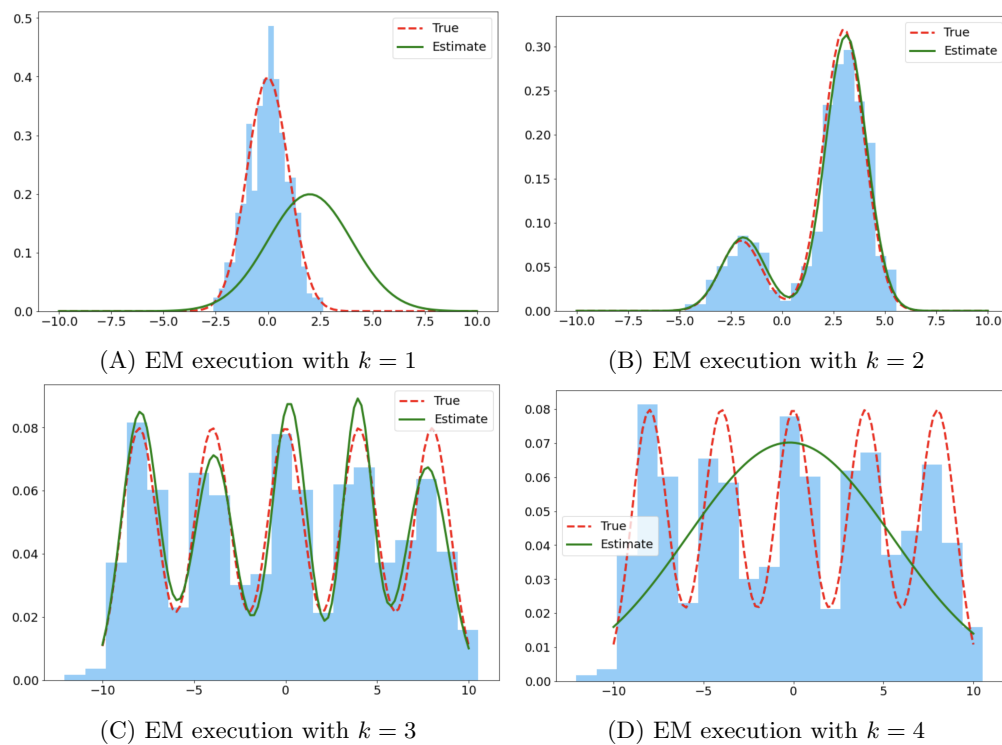 0.5
0.4
0.3
0.2
0.1
0.0
−10.0 −7.5 −5.0 −2.5 0.0 2.5 5.0 7.5 10.0
True
Estimate
(A) EM execution with k = 1
0.30
0.25
0.20
0.15
0.10
0.05
0.00
−10.0 −7.5 −5.0 −2.5 0.0 2.5 5.0 7.5 10.0
True
Estimate
(B) EM execution with k = 2
0.08
0.06
0.04
0.02
0.00
−10 −5 0 5 10
True
Estimate
(C) EM execution with k = 3
0.08
0.07
0.06
0.05
0.04
0.03
0.02
0.01
0.00
−10 −5 0 5 10
True
Estimate
(D) EM execution with k = 4